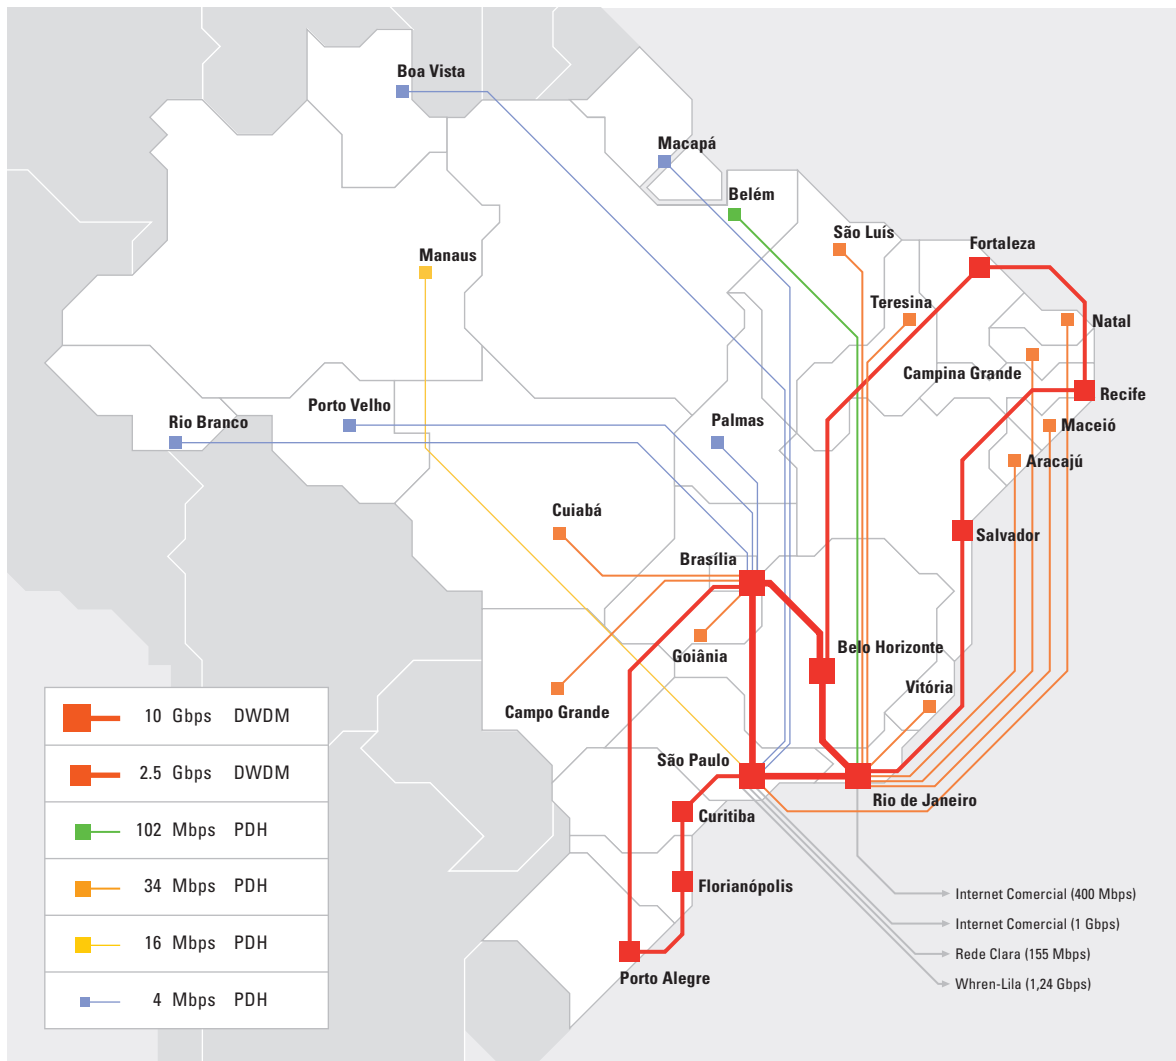 Boa Vista
Macapá
Belém
São Luís
Fortaleza
Manaus
Teresina
Natal
Campina Grande
Recife
Porto Velho
Rio Branco
Palmas
Maceió
Aracajú
Cuiabá
Salvador
Brasília
Goiânia
Belo Horizonte
Vitória
Campo Grande
São Paulo
Rio de Janeiro
Curitiba
Florianópolis
Porto Alegre
10 Gbps DWDM
2.5 Gbps DWDM
102 Mbps PDH
34 Mbps PDH
16 Mbps PDH
4 Mbps PDH
Internet Comercial (400 Mbps)
Internet Comercial (1 Gbps)
Rede Clara (155 Mbps)
Whren-Lila (1,24 Gbps)